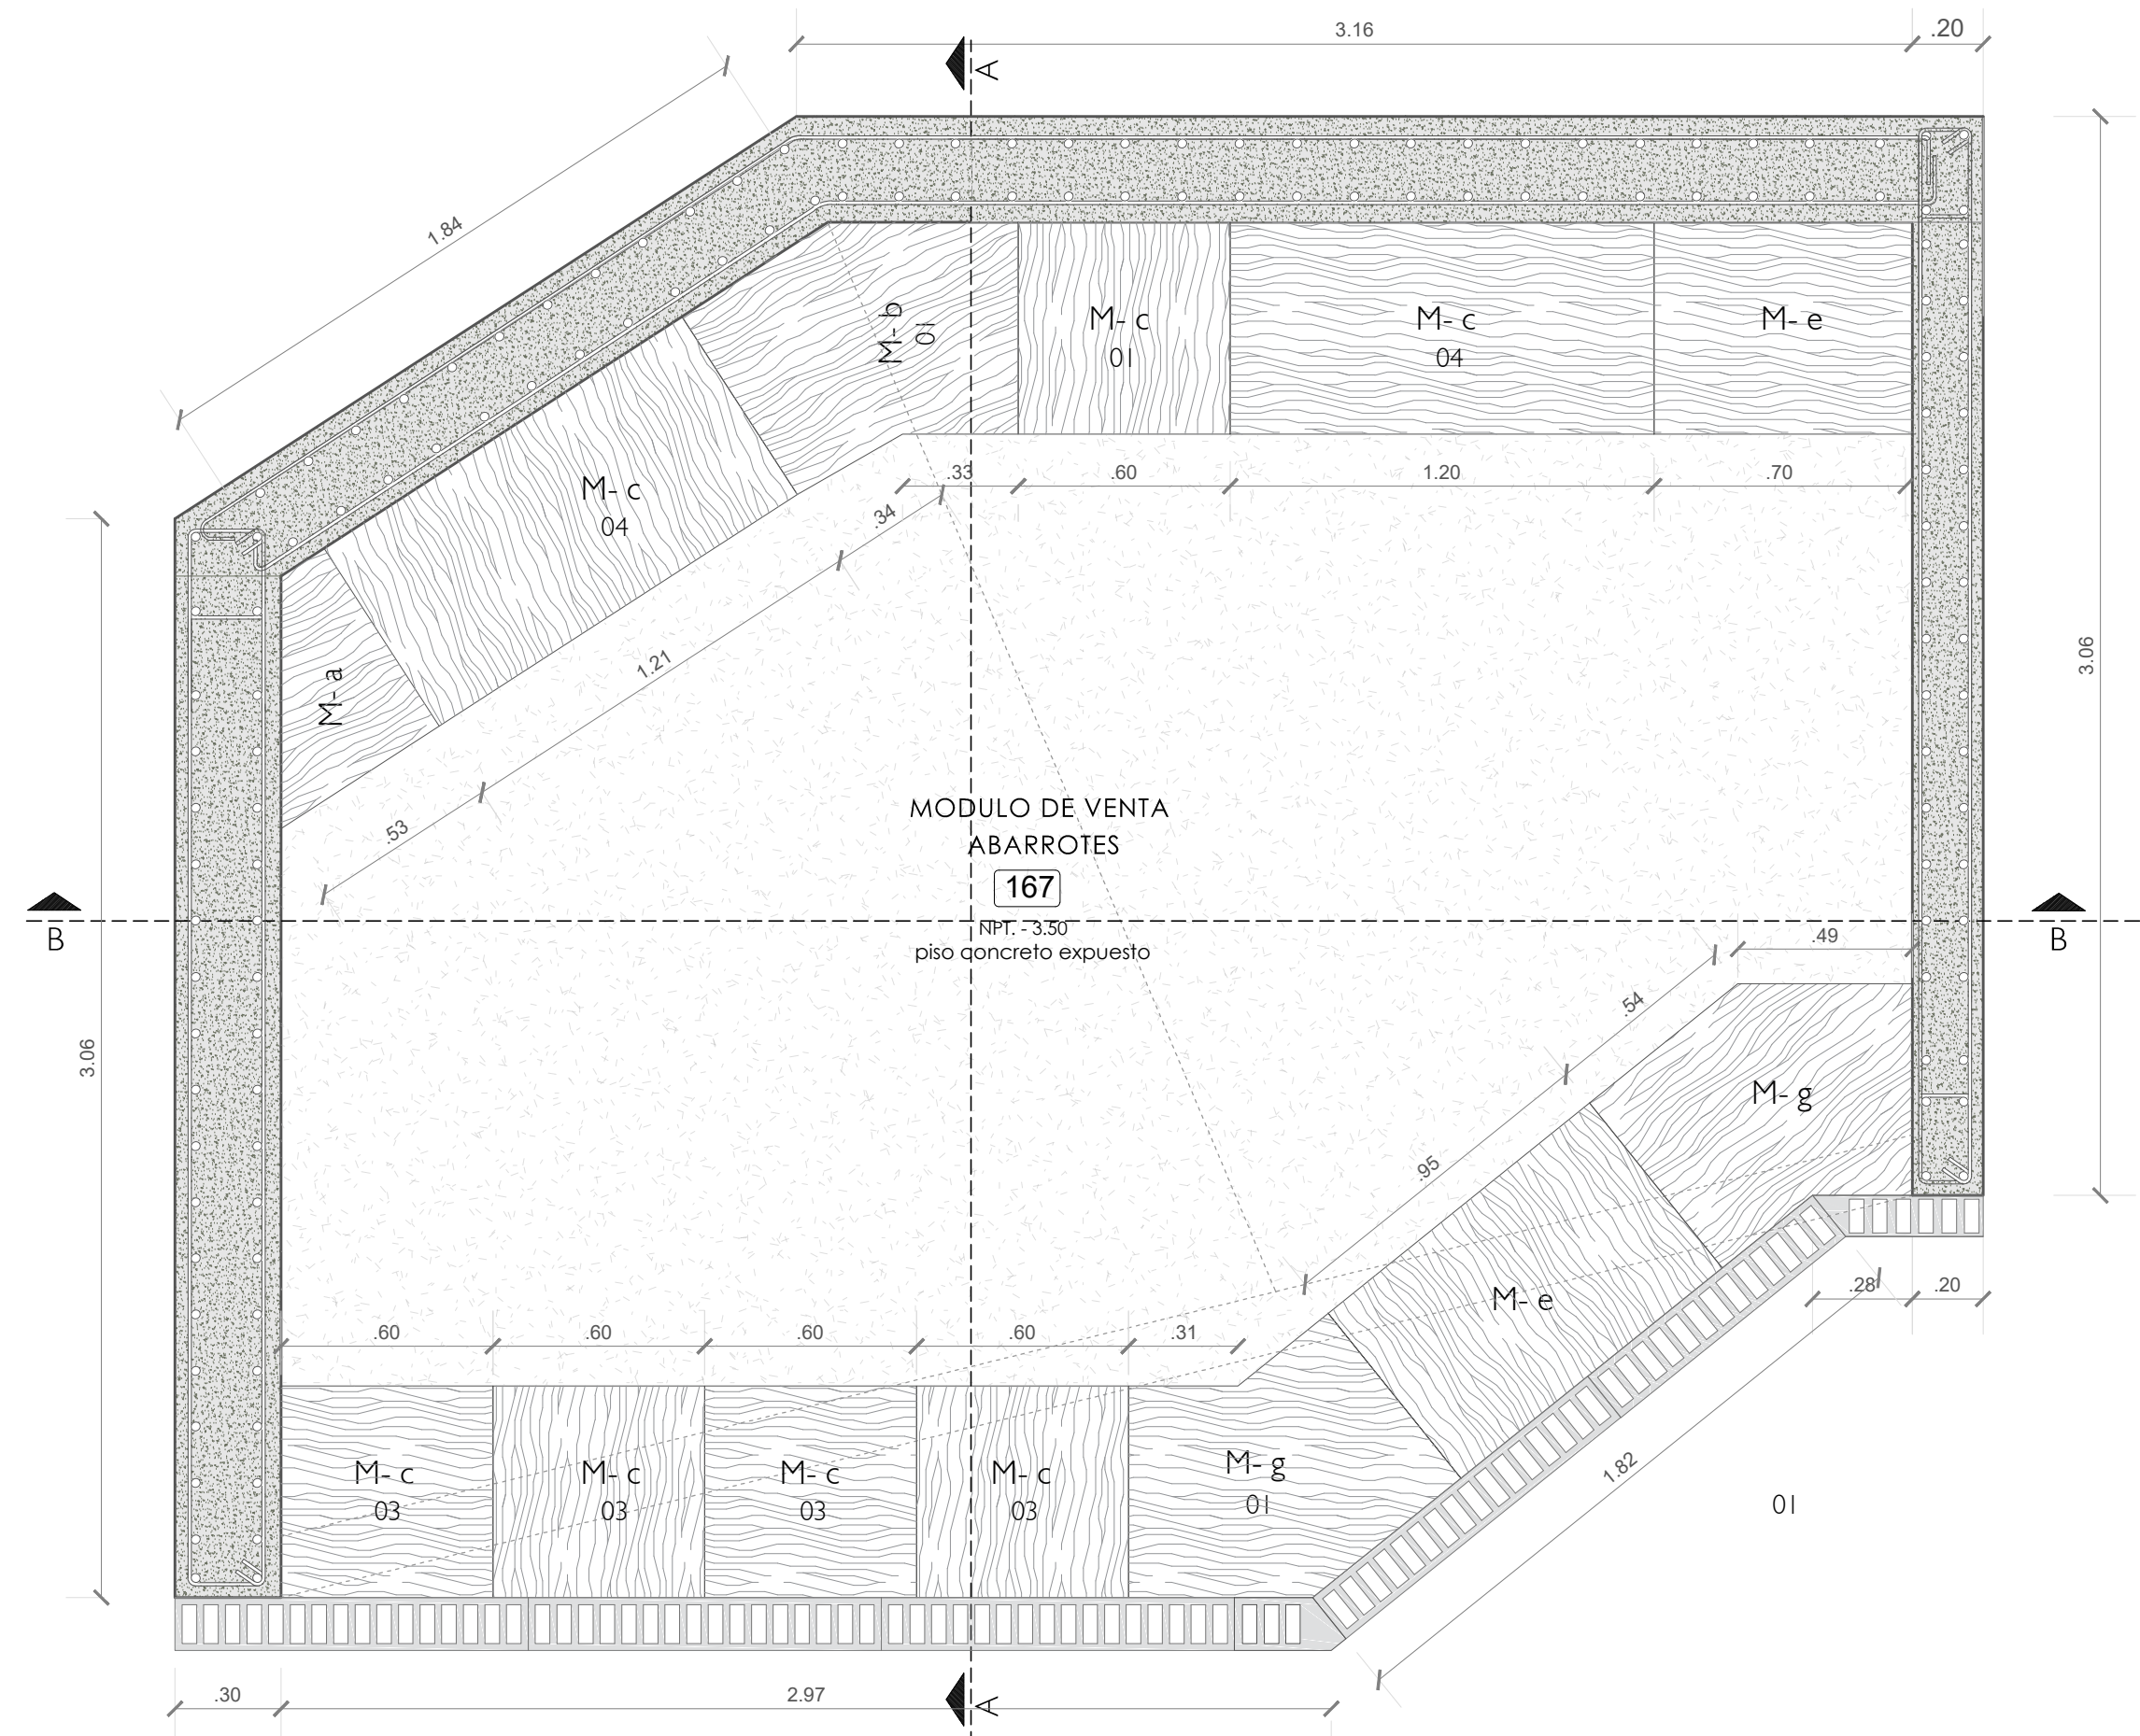 3.16
.20
A
1.84
M- b
01
M- c
01
M- c
04
M- e
M- c
04
.33
.60
1.20
.70
.34
1.21
M- a
.53
3.06
MODULO DE VENTA
ABARROTES
167
NPT. - 3.50
piso concreto expuesto
B
B
.49
.54
M- g
3.06
.95
M- e
.28
.20
.60
.60
.60
.60
.31
M- c
03
M- c
03
M- c
03
M- c
03
M- g
01
1.82
01
.30
2.97
A